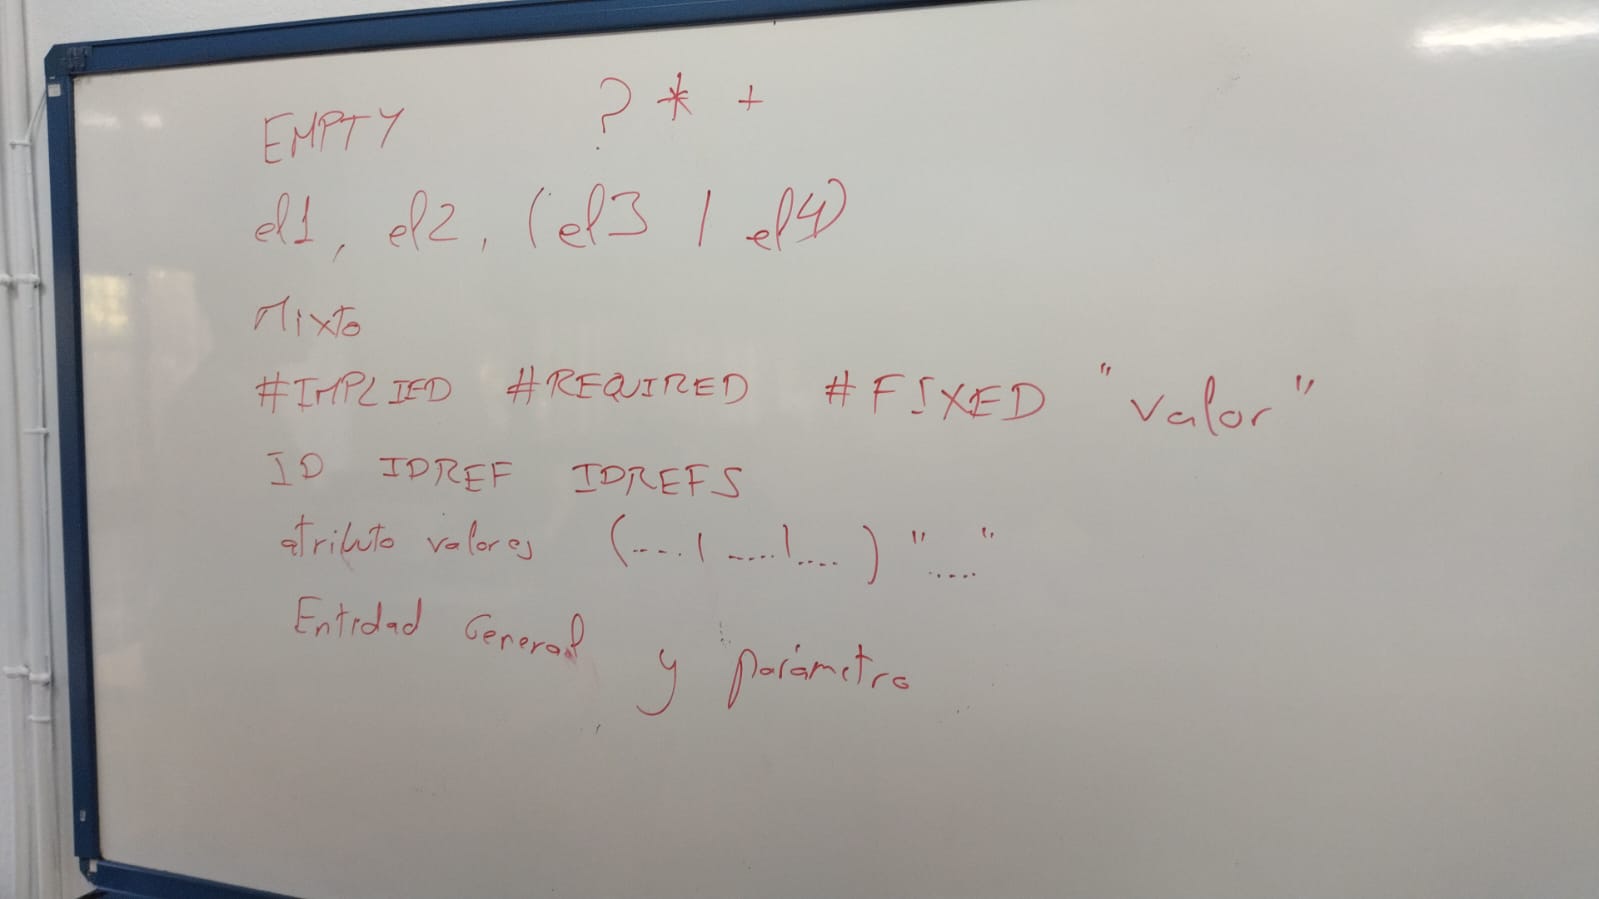 EMPTY ? * +
el1, el2, (el3 | el4)
Mixto
#IMPLIED #REQUIRED #FIXED "valor"
ID IDREF IDREFS
atributo valores (....|.....|....) "....."
Entidad General y parámetro